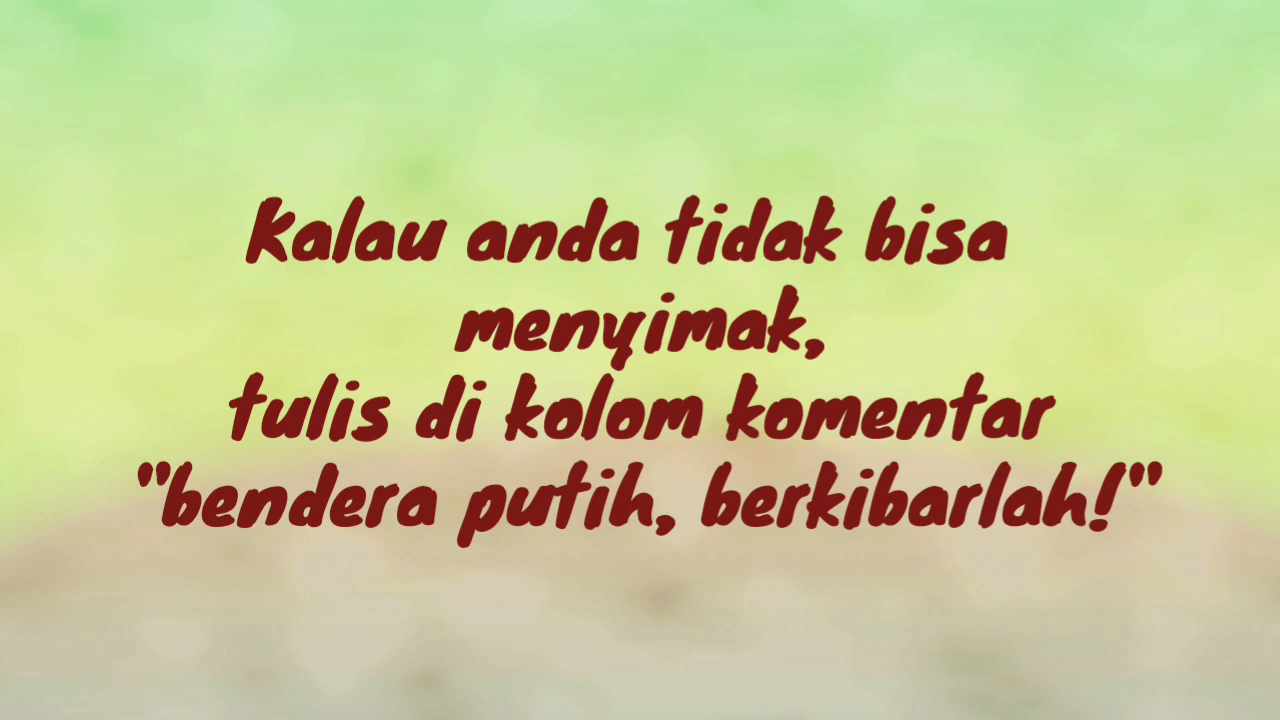 Kalau anda tidak bisa
menyimak,
tulis di kolom komentar
"bendera putih, berkibarlah!"